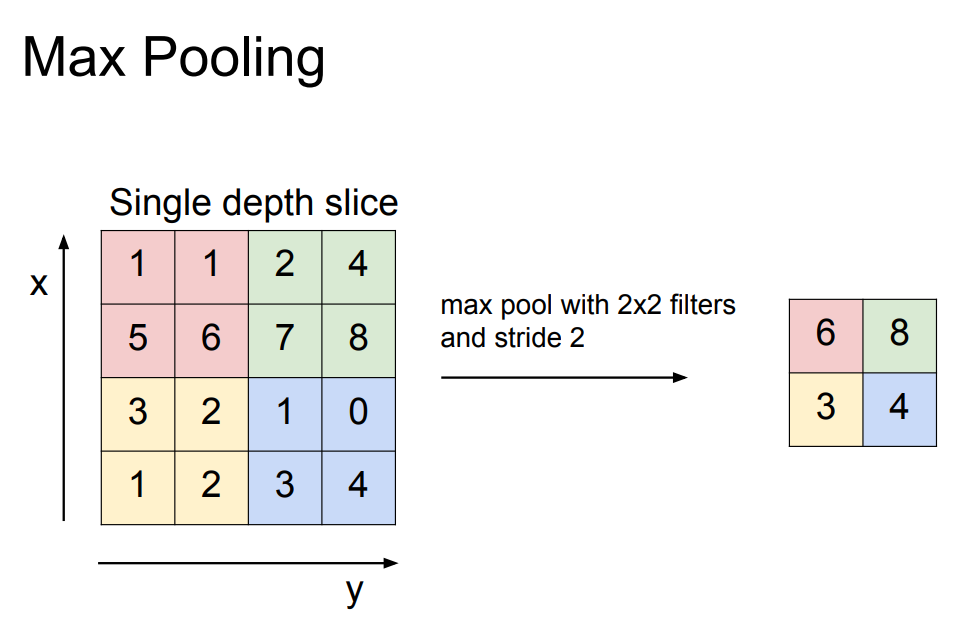 Max Pooling
Single depth slice
x
1 1 2 4
5 6 7 8
3 2 1 0
1 2 3 4
y
max pool with 2x2 filters
and stride 2
6 8
3 4